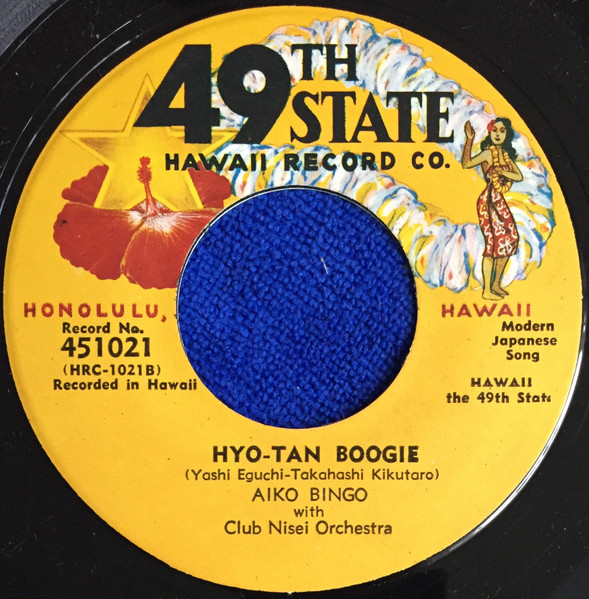 49TH
STATE
HAWAII RECORD CO.
HONOLULU, HAWAII
Record No.
451021
(HRC-1021B)
Recorded in Hawaii
Modern
Japanese
Song
HAWAII
the 49th State
HYO-TAN BOOGIE
(Yashi Eguchi-Takahashi Kikutaro)
AIKO BINGO
with
Club Nisei Orchestra